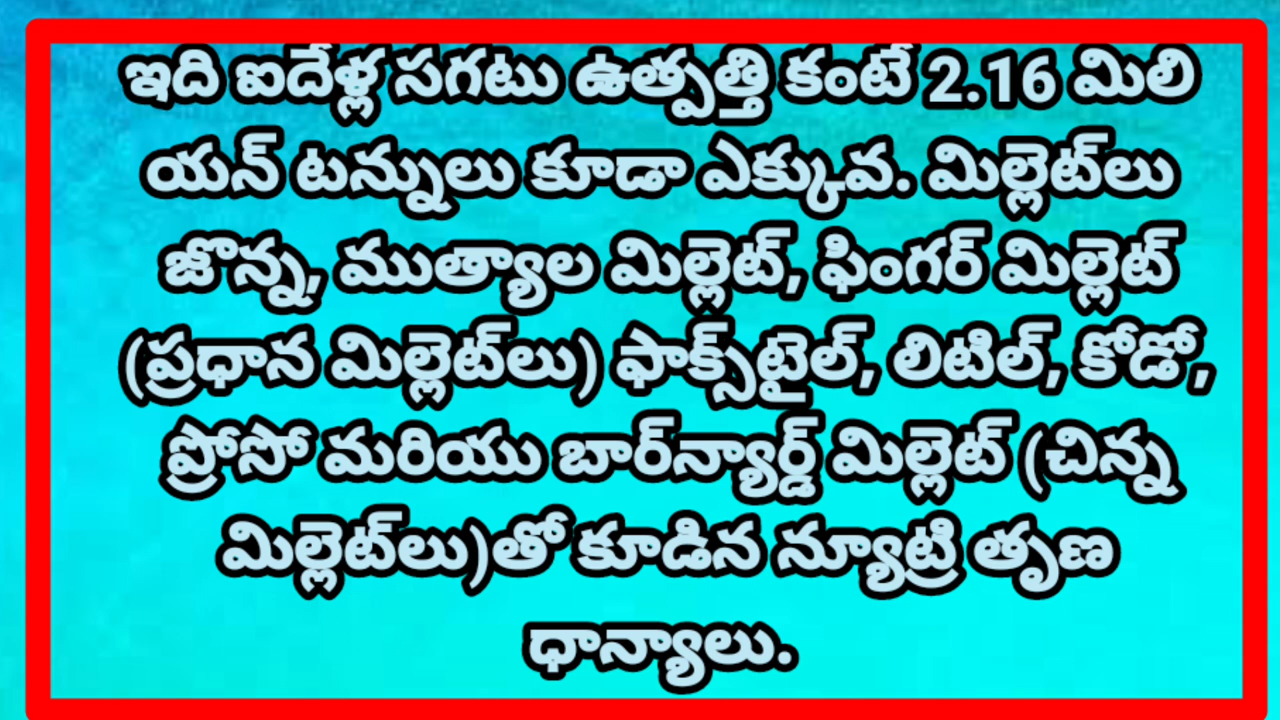 ఇది ఐదేళ్ల సగటు ఉత్పత్తి కంటే 2.16 మిలి
యన్ టన్నులు కూడా ఎక్కువ. మిల్లెట్‌లు
జొన్న, ముత్యాల మిల్లెట్, ఫింగర్ మిల్లెట్
(ప్రధాన మిల్లెట్‌లు) ఫాక్స్‌టైల్, లిటిల్, కోడో,
ప్రోసో మరియు బార్‌న్యార్డ్ మిల్లెట్ (చిన్న
మిల్లెట్‌లు)తో కూడిన న్యూట్రి తృణ
ధాన్యాలు.